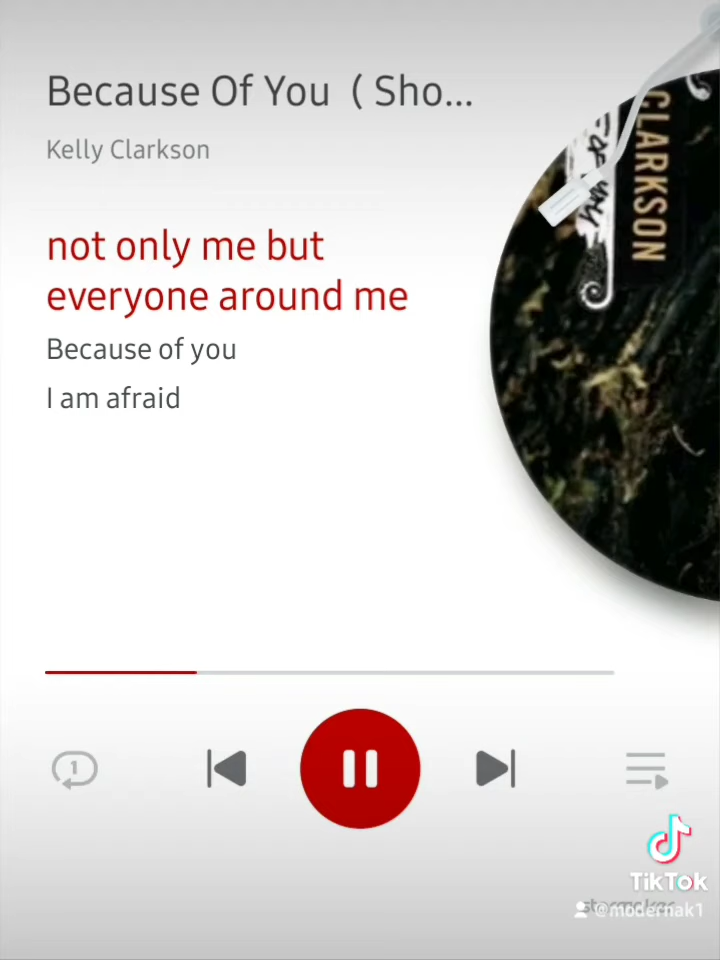 Because Of You ( Sho...
Kelly Clarkson
not only me but
everyone around me
Because of you
I am afraid
CLARKSON
1
TikTok
@modernak1